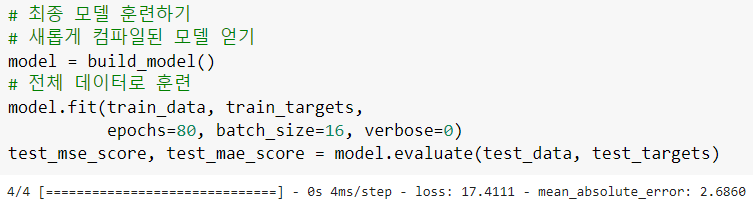 # 최종 모델 훈련하기
# 새롭게 컴파일된 모델 얻기
model = build_model()
# 전체 데이터로 훈련
model.fit(train_data, train_targets,
          epochs=80, batch_size=16, verbose=0)
test_mse_score, test_mae_score = model.evaluate(test_data, test_targets)
4/4 [==============================] - 0s 4ms/step - loss: 17.4111 - mean_absolute_error: 2.6860